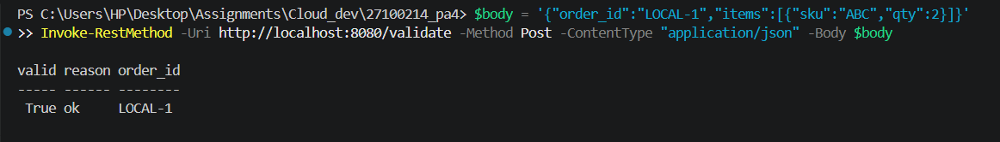 PS C:\Users\HP\Desktop\Assignments\Cloud_dev\27100214_pa4> $body = '{"order_id":"LOCAL-1","items":[{"sku":"ABC","qty":2}]}'
>> Invoke-RestMethod -Uri http://localhost:8080/validate -Method Post -ContentType "application/json" -Body $body
valid reason order_id
----- ------ --------
True ok LOCAL-1